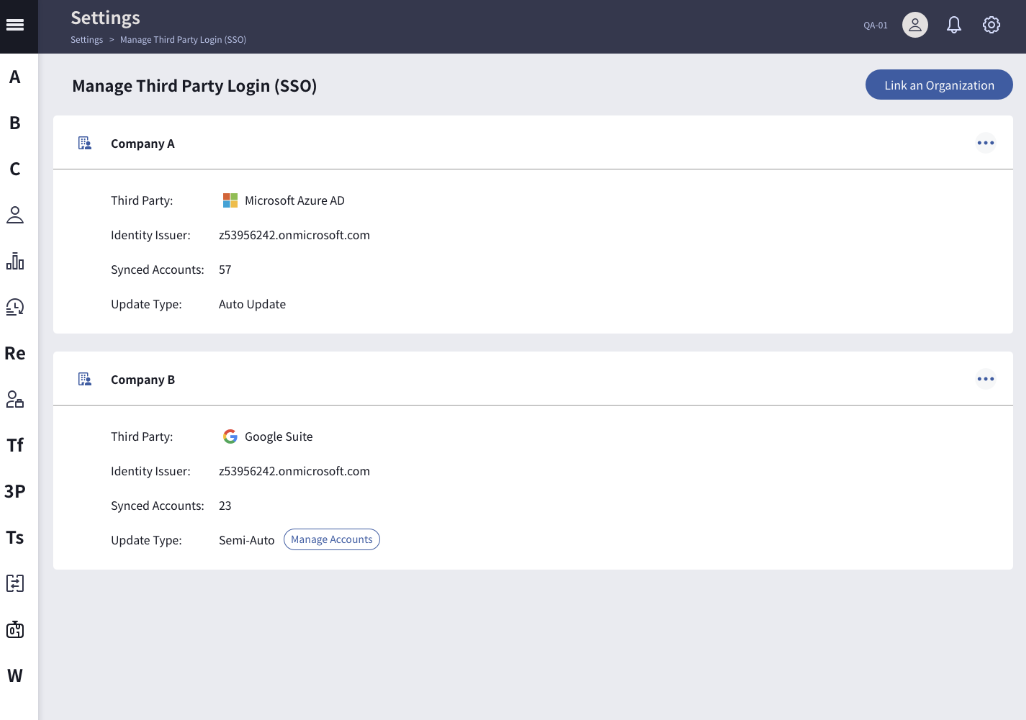 Settings
Settings > Manage Third Party Login (SSO)
QA-01
A
B
C
Re
Tf
3P
Ts
W
Manage Third Party Login (SSO)
Link an Organization
Company A
Third Party: Microsoft Azure AD
Identity Issuer: z53956242.onmicrosoft.com
Synced Accounts: 57
Update Type: Auto Update
Company B
Third Party: Google Suite
Identity Issuer: z53956242.onmicrosoft.com
Synced Accounts: 23
Update Type: Semi-Auto Manage Accounts